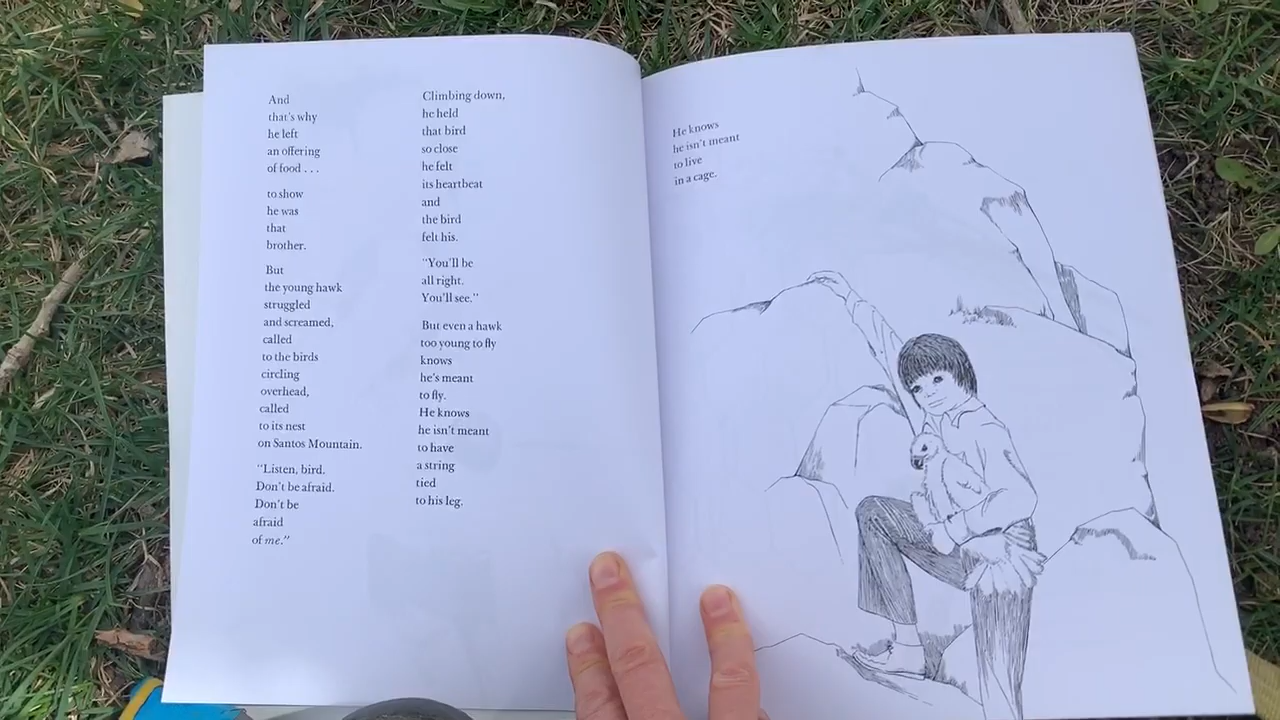 And
that's why
he left
an offering
of food . . .
to show
he was
that
brother.
But
the young hawk
struggled
and screamed,
called
to the birds
circling
overhead,
called
to its nest
on Santos Mountain.
"Listen, bird.
Don't be afraid.
Don't be
afraid
of me."
Climbing down,
he held
that bird
so close
he felt
its heartbeat
and
the bird
felt his.
"You'll be
all right.
You'll see."
But even a hawk
too young to fly
knows
he's meant
to fly.
He knows
he isn't meant
to have
a string
tied
to his leg.
He knows
he isn't meant
to live
in a cage.